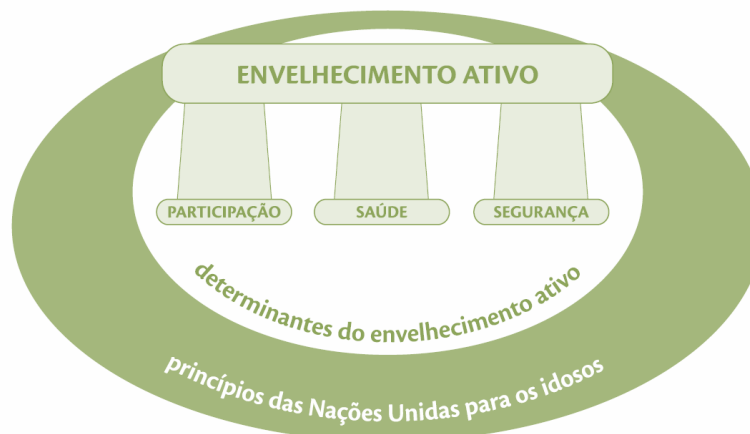 ENVELHECIMENTO ATIVO
PARTICIPAÇÃO
SAÚDE
SEGURANÇA
determinantes do envelhecimento ativo
princípios das Nações Unidas para os idosos